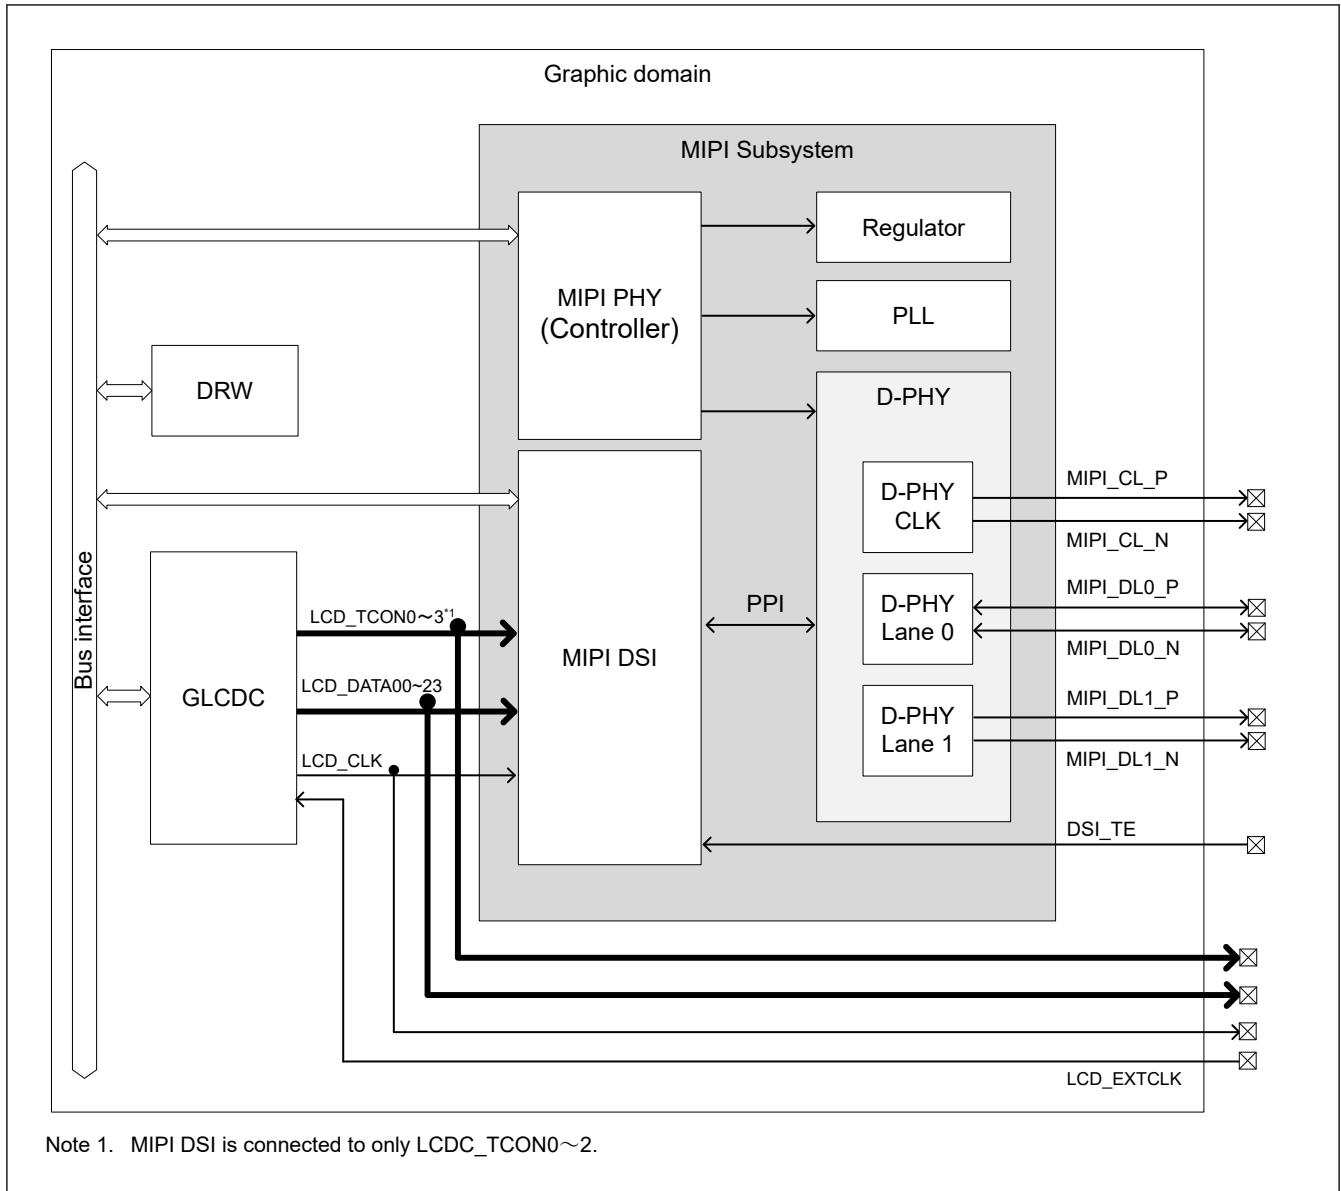 Graphic domain
MIPI Subsystem
Regulator
MIPI PHY
(Controller)
PLL
DRW
D-PHY
D-PHY
CLK
MIPI_CL_P
MIPI_CL_N
Bus interface
GLCDC
LCD_TCON0～3*1
LCD_DATA00~23
LCD_CLK
MIPI DSI
PPI
D-PHY
Lane 0
MIPI_DL0_P
MIPI_DL0_N
D-PHY
Lane 1
MIPI_DL1_P
MIPI_DL1_N
DSI_TE
LCD_EXTCLK
Note 1. MIPI DSI is connected to only LCDC_TCON0～2.